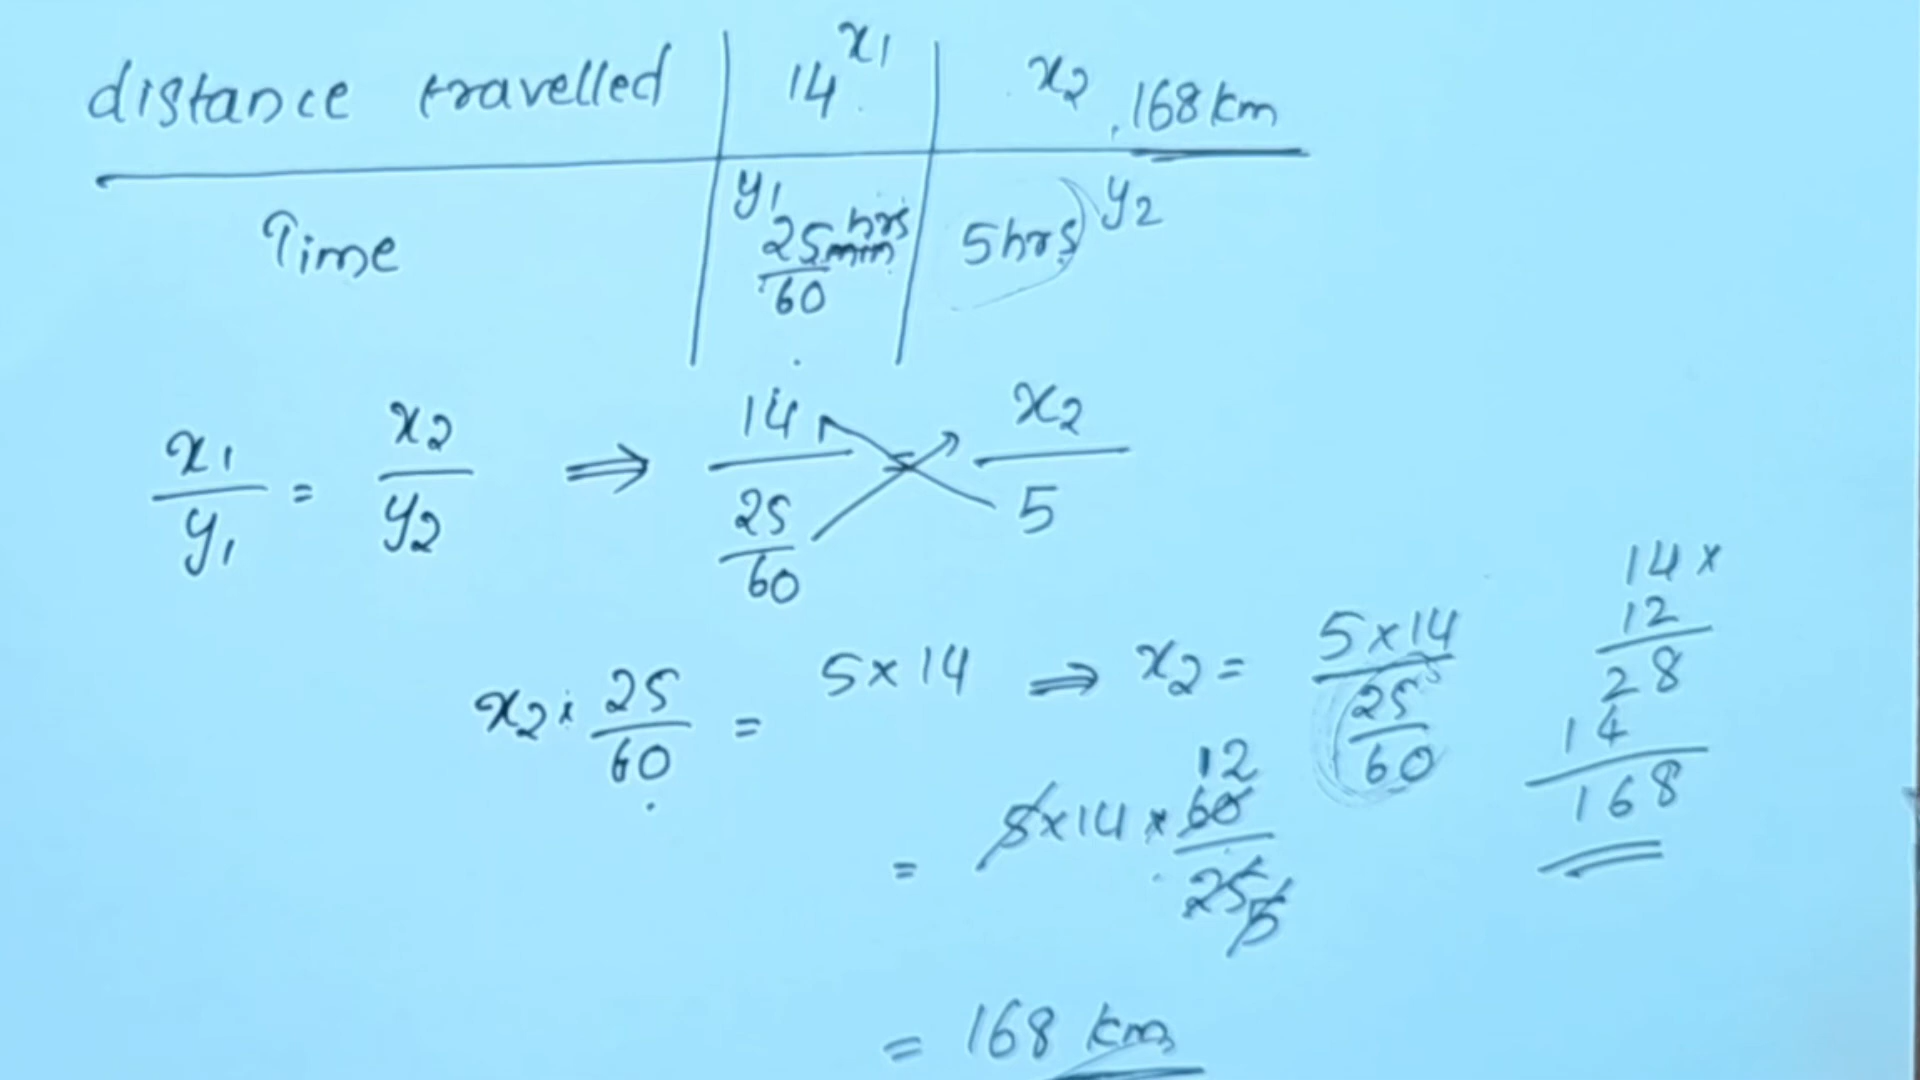 distance travelled | 14 x1 | x2 168 km
Time | y1 25 min hrs / 60 | 5hrs y2
x1/y1 = x2/y2 ⇒ 14/(25/60) = x2/5
x2 × 25/60 = 5×14 ⇒ x2 = 5×14/(25/60)
= 5×14×60/25 12 5
= 168 km
14 ×
12
28
14
168